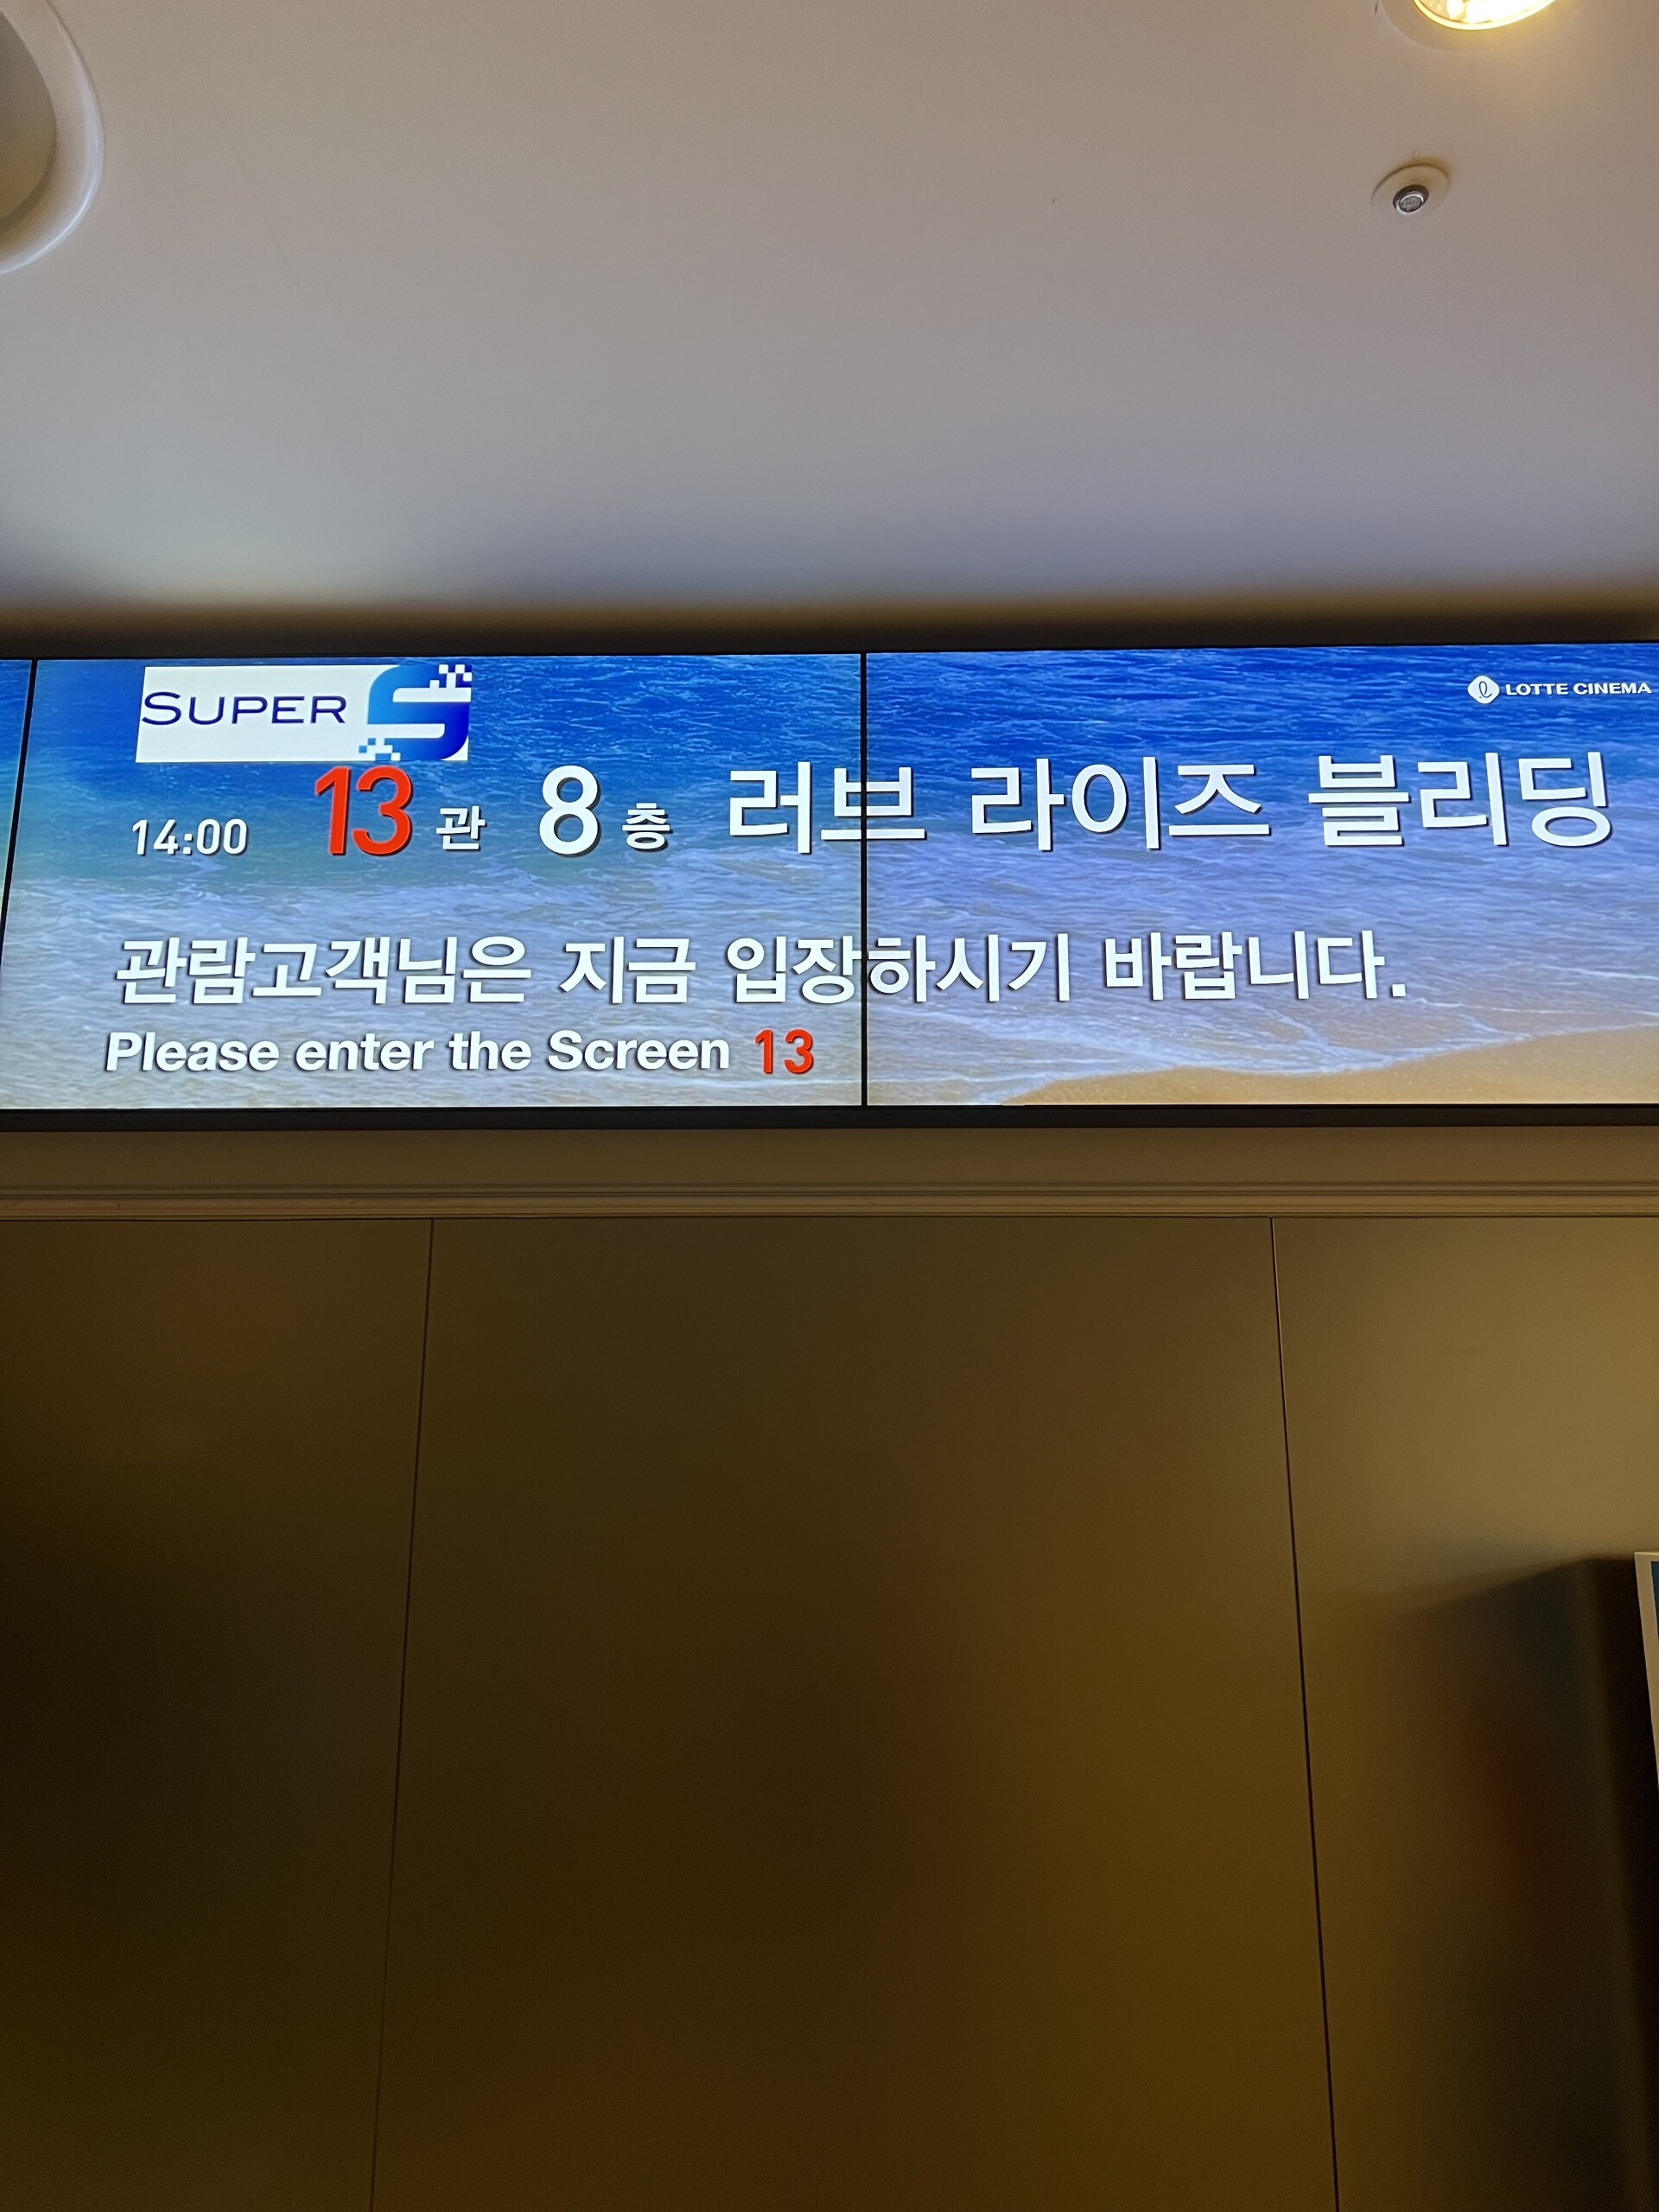 SUPER S
LOTTE CINEMA
14:00 13 관 8 층 러브 라이즈 블리딩
관람고객님은 지금 입장하시기 바랍니다.
Please enter the Screen 13